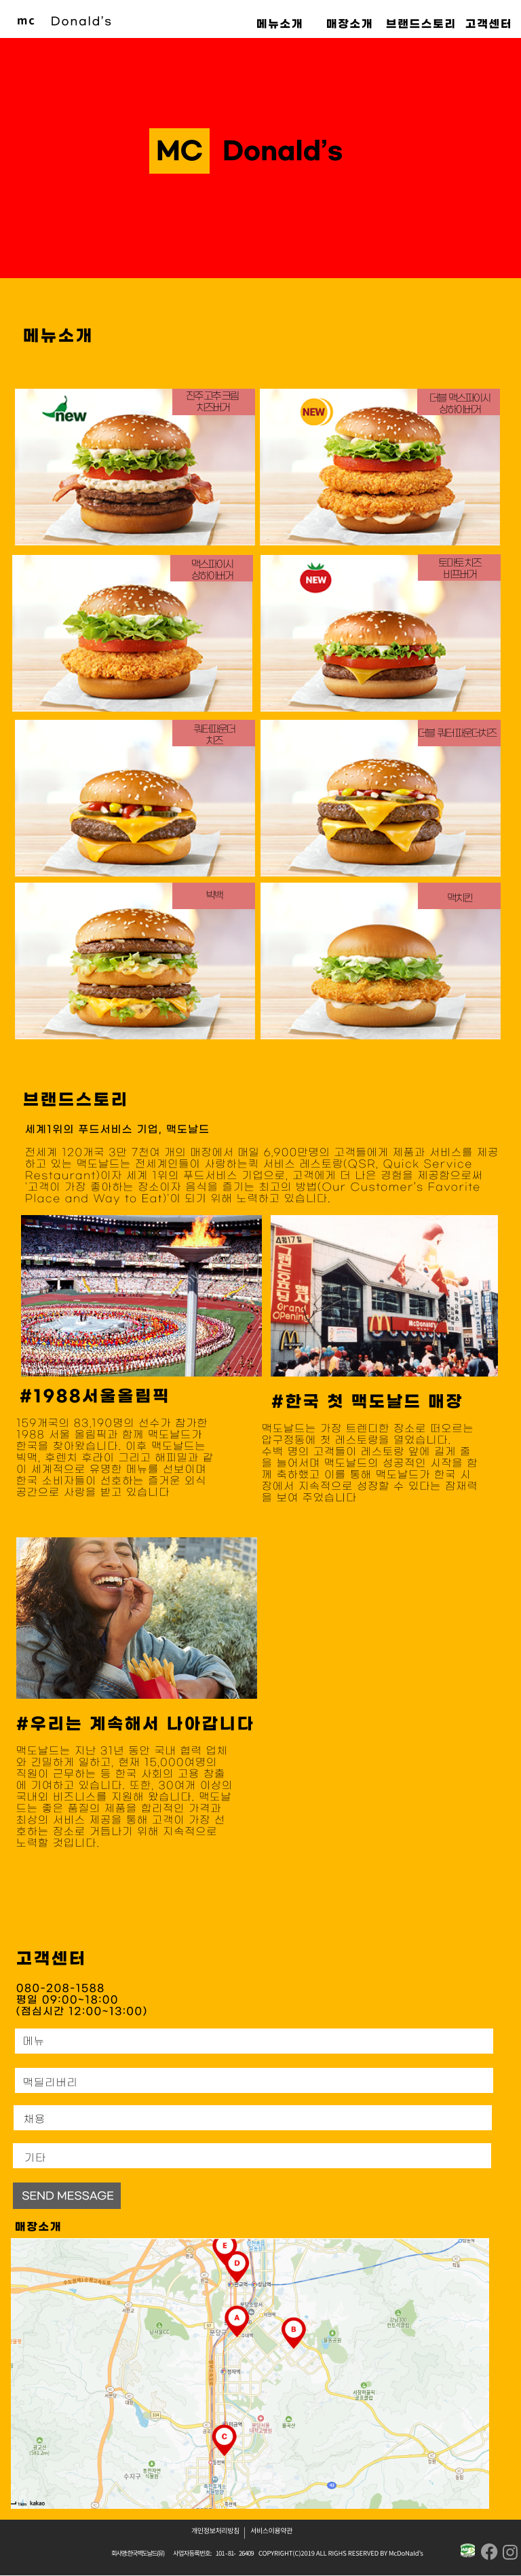 mc Donald's
메뉴소개 매장소개 브랜드스토리 고객센터
MC Donald's
메뉴소개
new
진주 고추 크림
치즈버거
NEW
더블 맥스파이시
상하이버거
맥스파이시
상하이버거
NEW
토마토 치즈
비프버거
쿼터파운더
치즈
더블 쿼터파운더치즈
빅맥
맥치킨
브랜드스토리
세계1위의 푸드서비스 기업, 맥도날드
전세계 120개국 3만 7천여 개의 매장에서 매일 6,900만명의 고객들에게 제품과 서비스를 제공
하고 있는 맥도날드는 전세계인들이 사랑하는퀵 서비스 레스토랑(QSR, Quick Service
Restaurant)이자 세계 1위의 푸드서비스 기업으로, 고객에게 더 나은 경험을 제공함으로써
'고객이 가장 좋아하는 장소이자 음식을 즐기는 최고의 방법(Our Customer's Favorite
Place and Way to Eat)'이 되기 위해 노력하고 있습니다.
Grand
Opening
McDonald's
#1988서울올림픽
159개국의 83,190명의 선수가 참가한
1988 서울 올림픽과 함께 맥도날드가
한국을 찾아왔습니다. 이후 맥도날드는
빅맥, 후렌치 후라이 그리고 해피밀과 같
이 세계적으로 유명한 메뉴를 선보이며
한국 소비자들이 선호하는 즐거운 외식
공간으로 사랑을 받고 있습니다
#한국 첫 맥도날드 매장
맥도날드는 가장 트렌디한 장소로 떠오르는
압구정동에 첫 레스토랑을 열었습니다.
수백 명의 고객들이 레스토랑 앞에 길게 줄
을 늘어서며 맥도날드의 성공적인 시작을 함
께 축하했고 이를 통해 맥도날드가 한국 시
장에서 지속적으로 성장할 수 있다는 잠재력
을 보여 주었습니다
#우리는 계속해서 나아갑니다
맥도날드는 지난 31년 동안 국내 협력 업체
와 긴밀하게 일하고, 현재 15,000여명의
직원이 근무하는 등 한국 사회의 고용 창출
에 기여하고 있습니다. 또한, 30여개 이상의
국내외 비즈니스를 지원해 왔습니다. 맥도날
드는 좋은 품질의 제품을 합리적인 가격과
최상의 서비스 제공을 통해 고객이 가장 선
호하는 장소로 거듭나기 위해 지속적으로
노력할 것입니다.
고객센터
080-208-1588
평일 09:00~18:00
(점심시간 12:00~13:00)
메뉴
맥딜리버리
채용
기타
SEND MESSAGE
매장소개
E
D
A
B
C
수지구
kakao
개인정보처리방침 | 서비스이용약관
회사명:한국맥도날드(유) 사업자등록번호: 101-81-26409 COPYRIGHT(C)2019 ALL RIGHS RESERVED BY McDoNald's